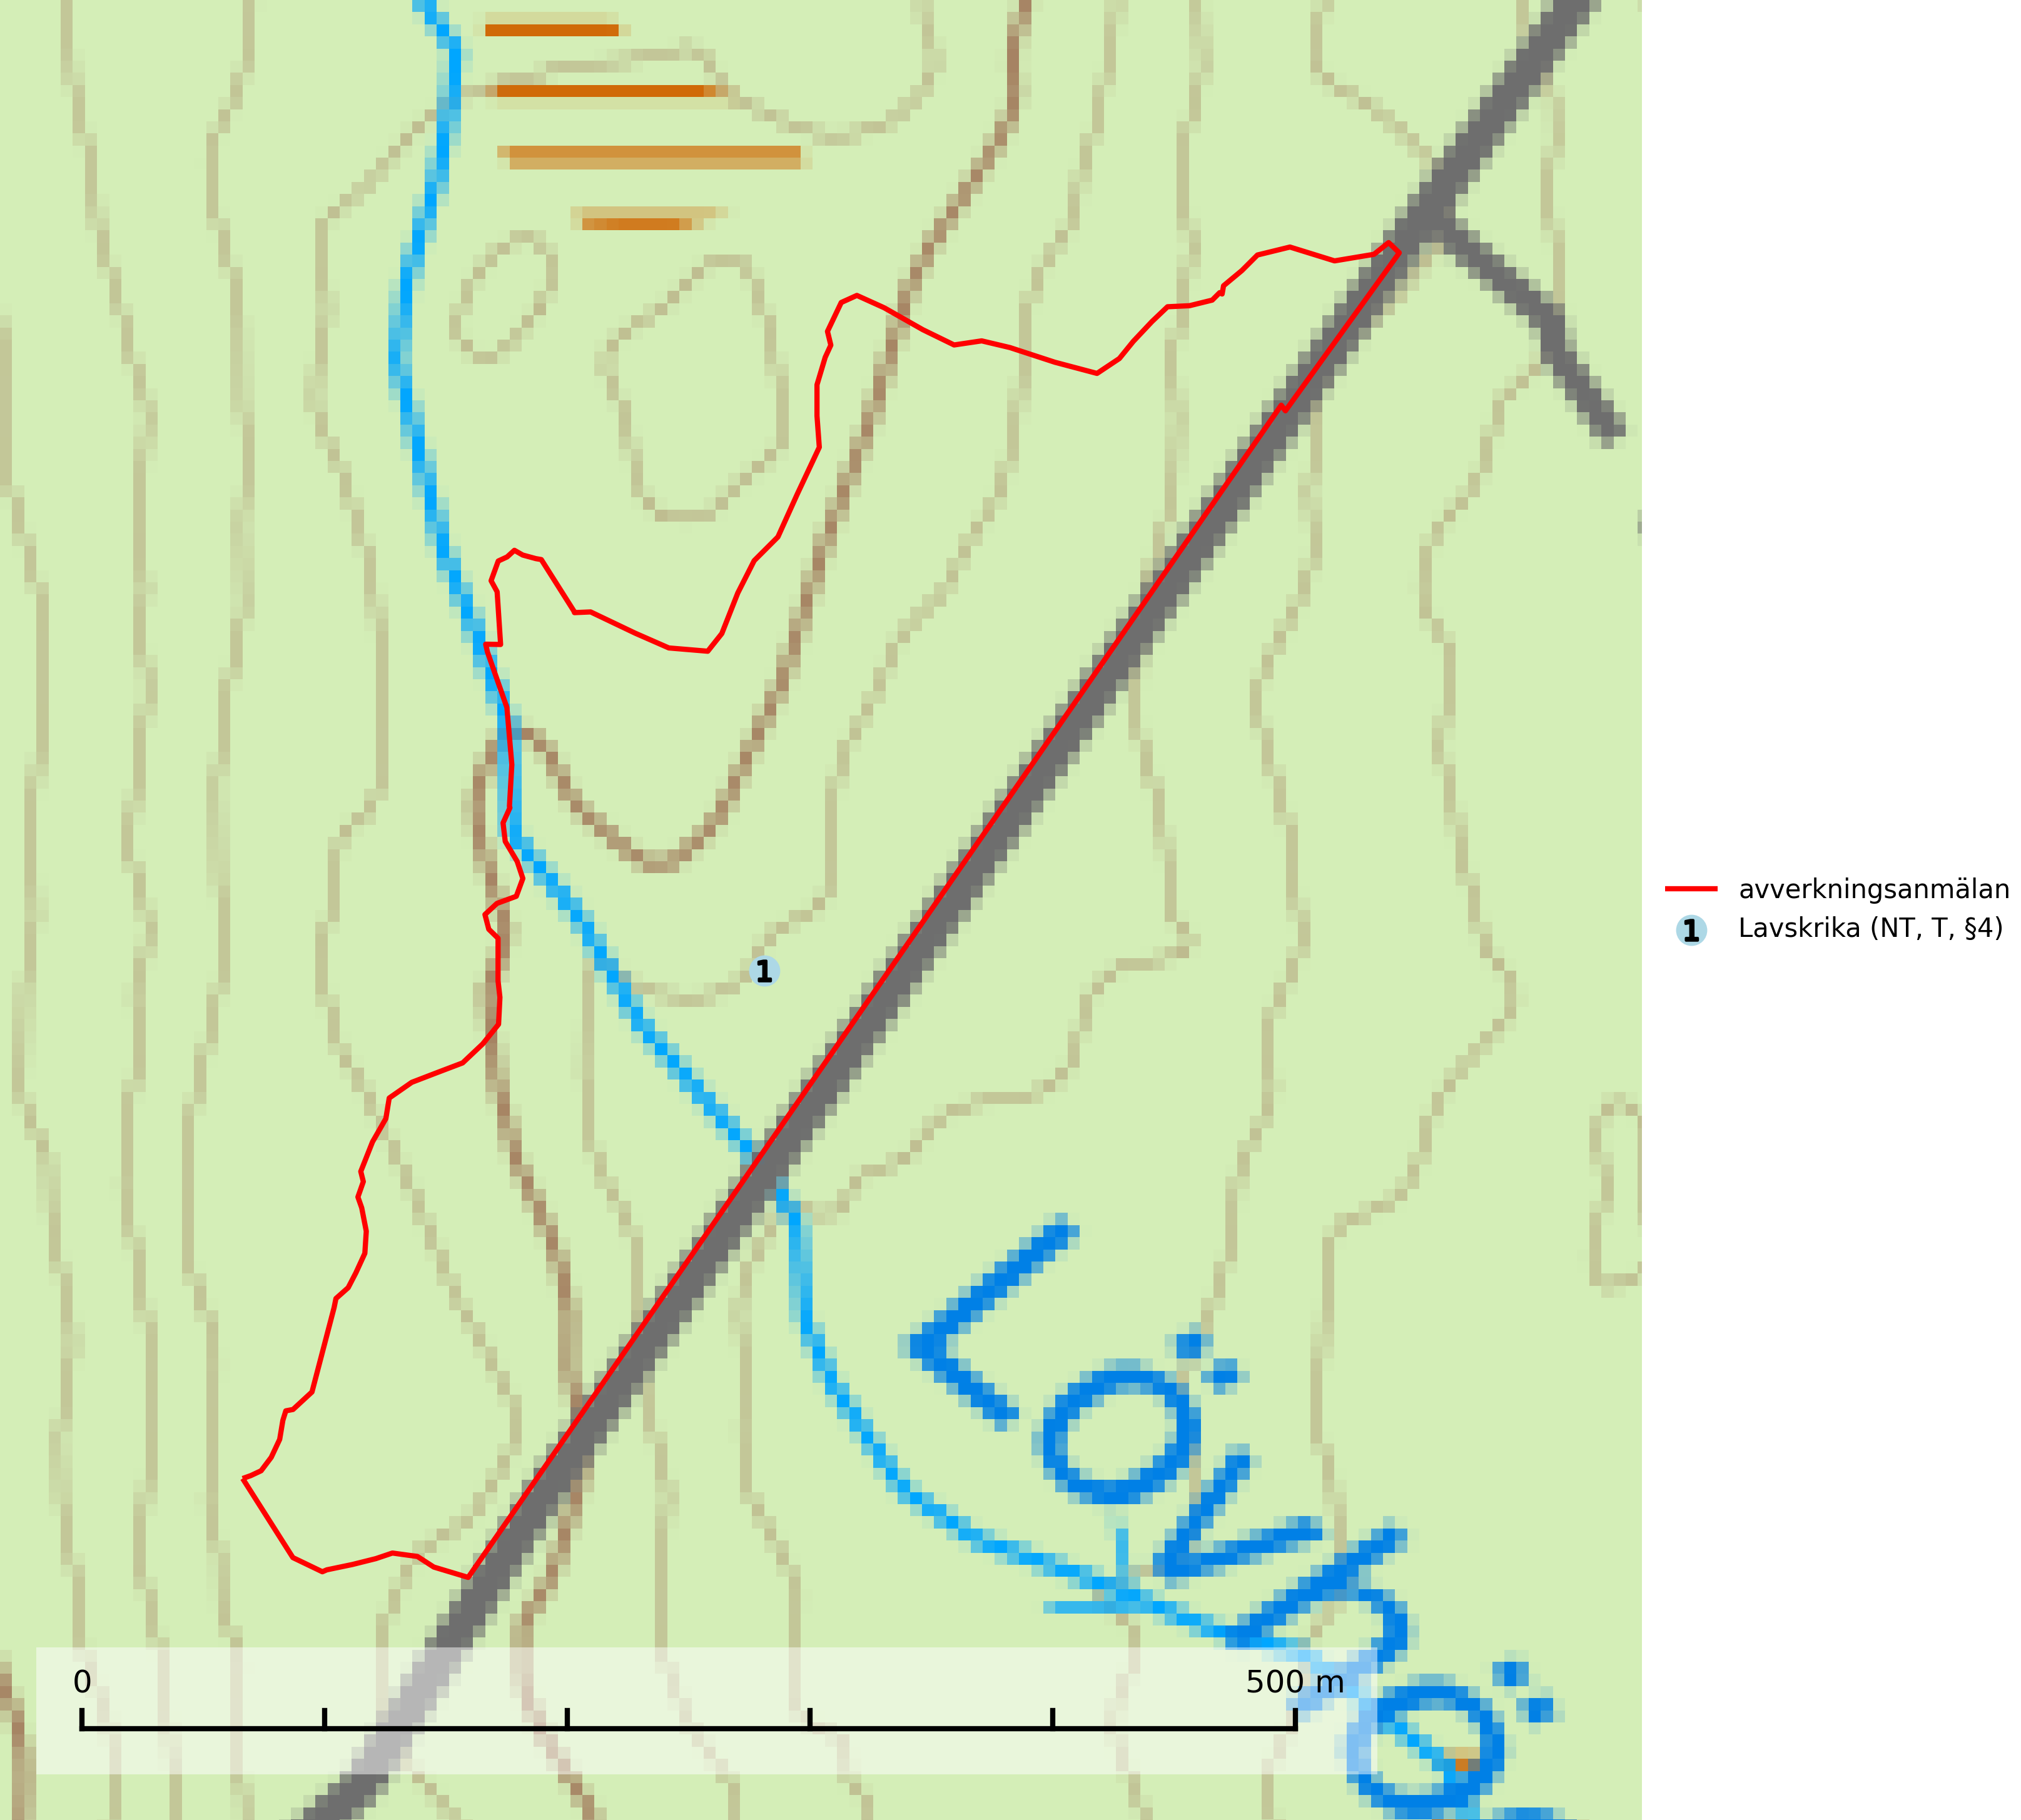 1
avverkningsanmälan
1 Lavskrika (NT, T, §4)
0 500 m